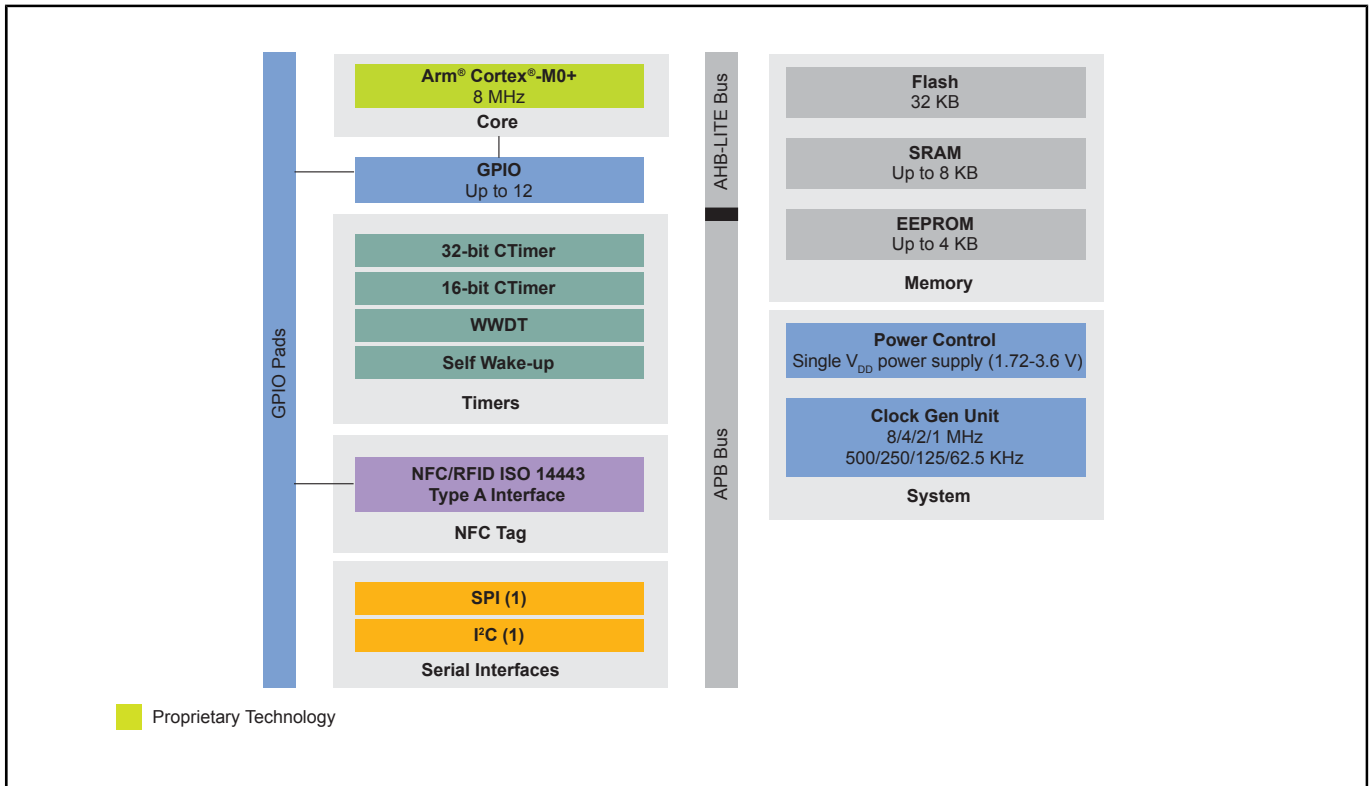 GPIO Pads
Arm® Cortex®-M0+
8 MHz
Core
GPIO
Up to 12
32-bit CTimer
16-bit CTimer
WWDT
Self Wake-up
Timers
NFC/RFID ISO 14443
Type A Interface
NFC Tag
SPI (1)
I²C (1)
Serial Interfaces
AHB-LITE Bus
APB Bus
Flash
32 KB
SRAM
Up to 8 KB
EEPROM
Up to 4 KB
Memory
Power Control
Single VDD power supply (1.72-3.6 V)
Clock Gen Unit
8/4/2/1 MHz
500/250/125/62.5 KHz
System
Proprietary Technology